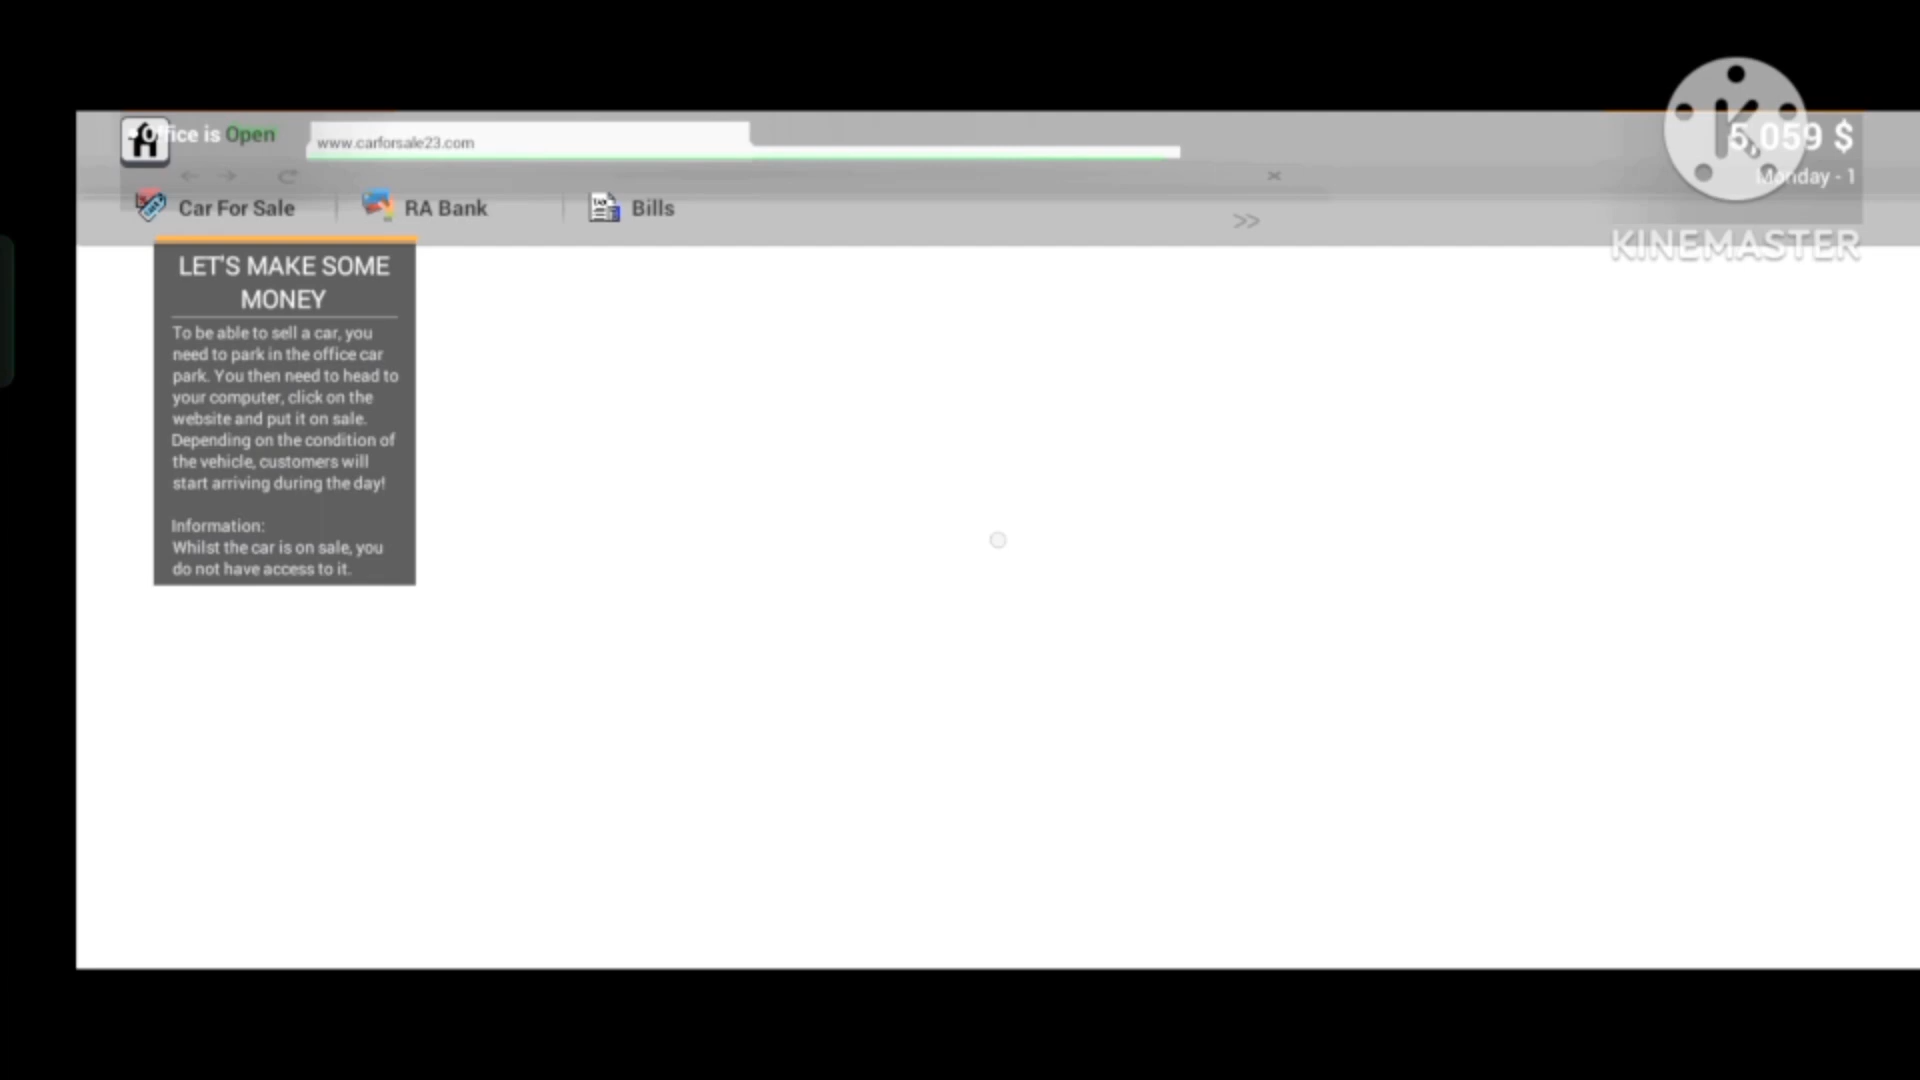 Office is Open
www.carforsale23.com
5,059 $
Monday - 1
Car For Sale
RA Bank
Bills
>>
KINEMASTER
LET'S MAKE SOME
MONEY
To be able to sell a car, you
need to park in the office car
park. You then need to head to
your computer, click on the
website and put it on sale.
Depending on the condition of
the vehicle, customers will
start arriving during the day!
Information:
Whilst the car is on sale, you
do not have access to it.